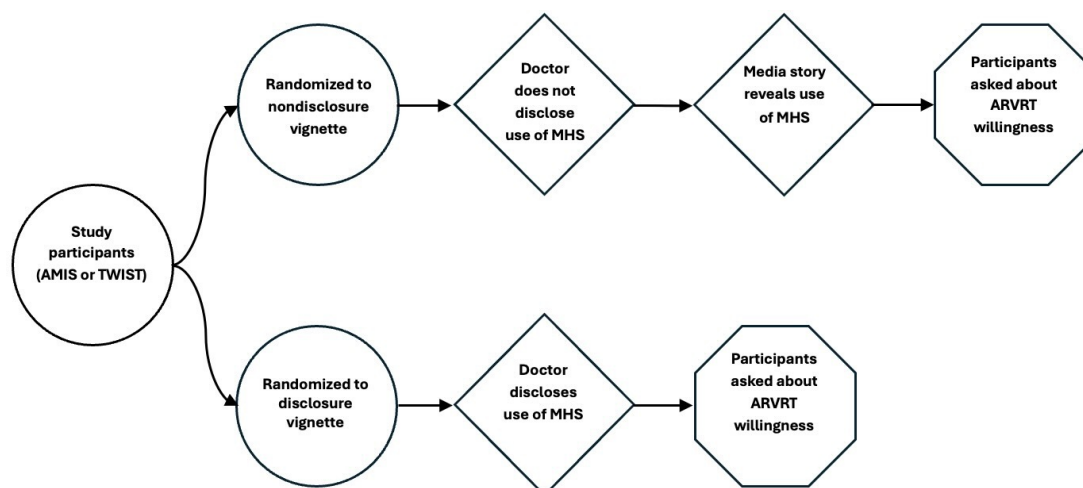 Study
participants
(AMIS or TWIST)
Randomized to
nondisclosure
vignette
Doctor
does not
disclose
use of MHS
Media story
reveals use
of MHS
Participants
asked about
ARVRT
willingness
Randomized to
disclosure
vignette
Doctor
discloses
use of MHS
Participants
asked about
ARVRT
willingness